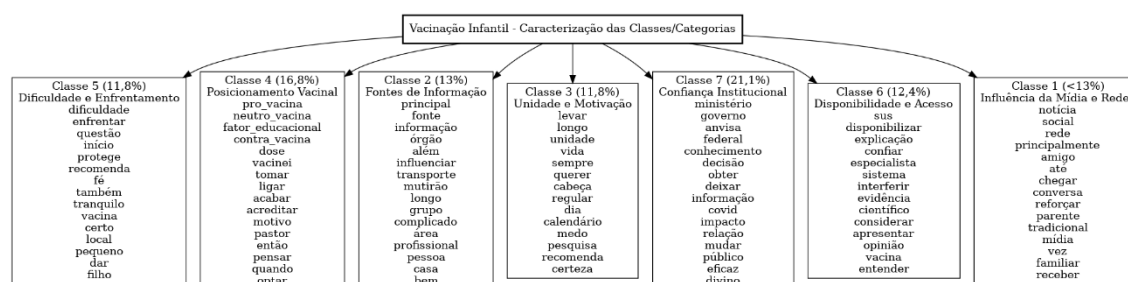 Vacinação Infantil - Caracterização das Classes/Categorias
Classe 5 (11,8%)
Dificuldade e Enfrentamento
dificuldade
enfrentar
questão
início
protege
recomenda
fé
também
tranquilo
vacina
certo
local
pequeno
dar
filho
Classe 4 (16,8%)
Posicionamento Vacinal
pro_vacina
neutro_vacina
fator_educacional
contra_vacina
dose
vacinei
tomar
ligar
acabar
acreditar
motivo
pastor
então
pensar
quando
optar
Classe 2 (13%)
Fontes de Informação
principal
fonte
informação
órgão
além
influenciar
transporte
mutirão
longo
grupo
complicado
área
profissional
pessoa
casa
bem
Classe 3 (11,8%)
Unidade e Motivação
levar
longo
unidade
vida
sempre
querer
cabeça
regular
dia
calendário
medo
pesquisa
recomenda
certeza
Classe 7 (21,1%)
Confiança Institucional
ministério
governo
anvisa
federal
conhecimento
decisão
obter
deixar
informação
covid
impacto
relação
mudar
público
eficaz
divino
Classe 6 (12,4%)
Disponibilidade e Acesso
sus
disponibilizar
explicação
confiar
especialista
sistema
interferir
evidência
científico
considerar
apresentar
opinião
vacina
entender
Classe 1 (<13%)
Influência da Mídia e Rede
notícia
social
rede
principalmente
amigo
até
chegar
conversa
reforçar
parente
tradicional
mídia
vez
familiar
receber